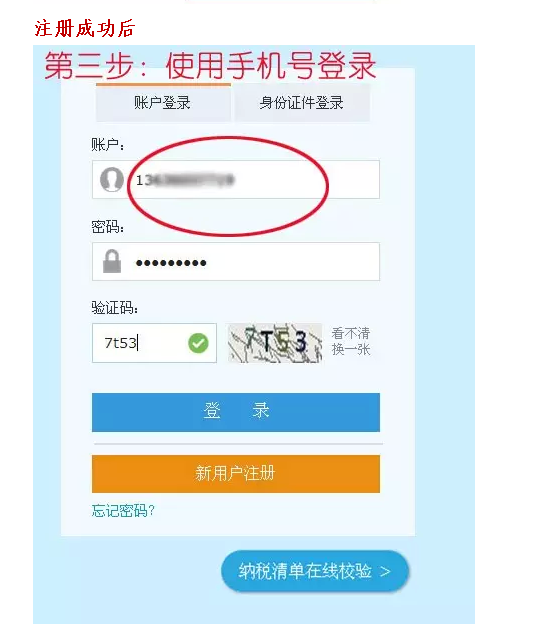 注册成功后
第三步：使用手机号登录
账户登录 身份证件登录
账户：
密码：
•••••••••
验证码：
7t53 7T53 看不清
换一张
登 录
新用户注册
忘记密码？
纳税清单在线校验 >